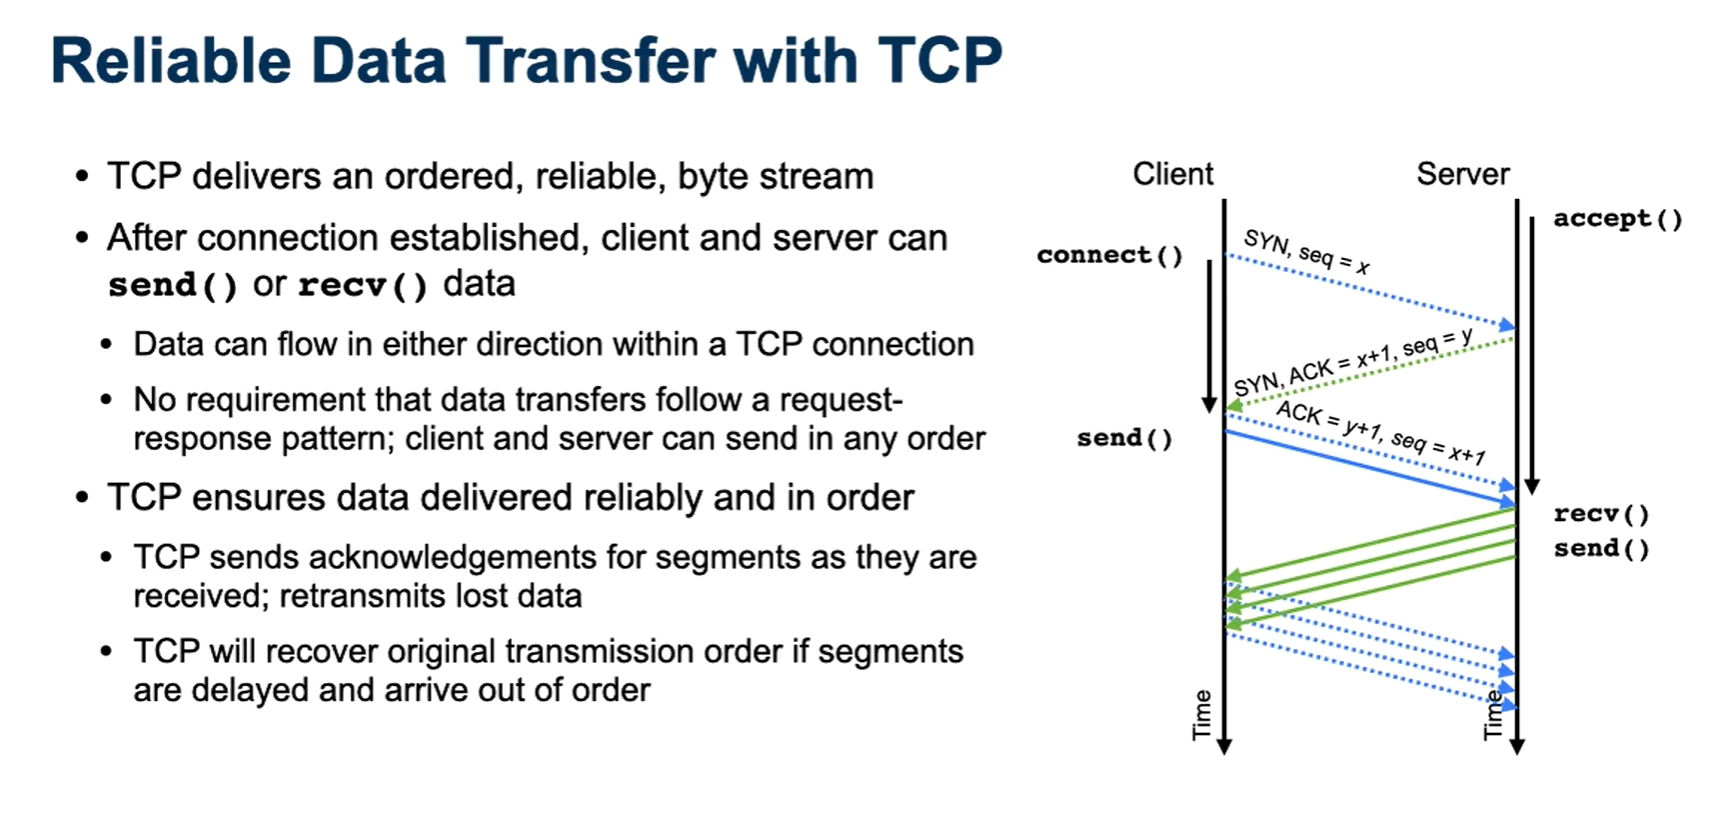 Reliable Data Transfer with TCP
• TCP delivers an ordered, reliable, byte stream
• After connection established, client and server can
send() or recv() data
• Data can flow in either direction within a TCP connection
• No requirement that data transfers follow a request-
response pattern; client and server can send in any order
• TCP ensures data delivered reliably and in order
• TCP sends acknowledgements for segments as they are
received; retransmits lost data
• TCP will recover original transmission order if segments
are delayed and arrive out of order
Client
Server
accept()
connect()
SYN, seq = x
SYN, ACK = x+1, seq = y
ACK = y+1, seq = x+1
send()
recv()
send()
Time
Time